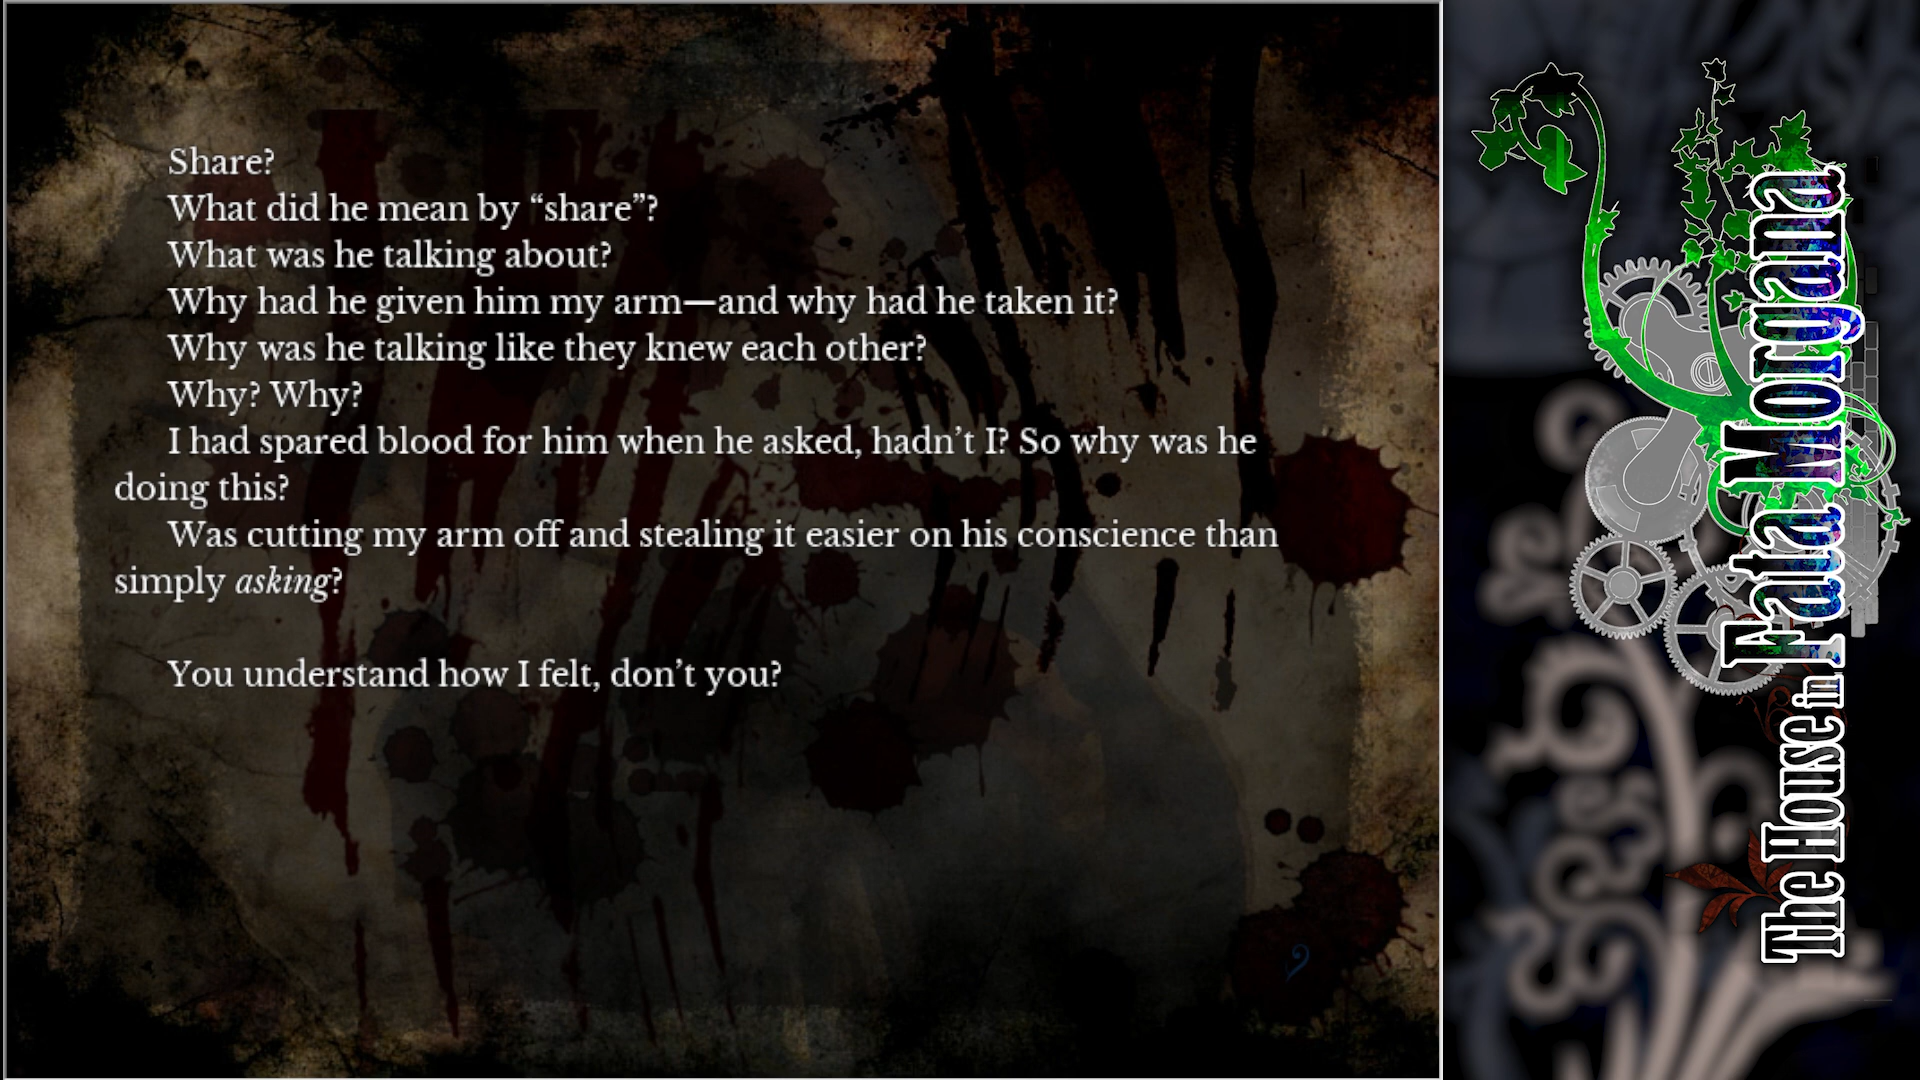 Share?
What did he mean by “share”?
What was he talking about?
Why had he given him my arm—and why had he taken it?
Why was he talking like they knew each other?
Why? Why?
I had spared blood for him when he asked, hadn’t I? So why was he
doing this?
Was cutting my arm off and stealing it easier on his conscience than
simply asking?
You understand how I felt, don’t you?
The House in Fata Morgana